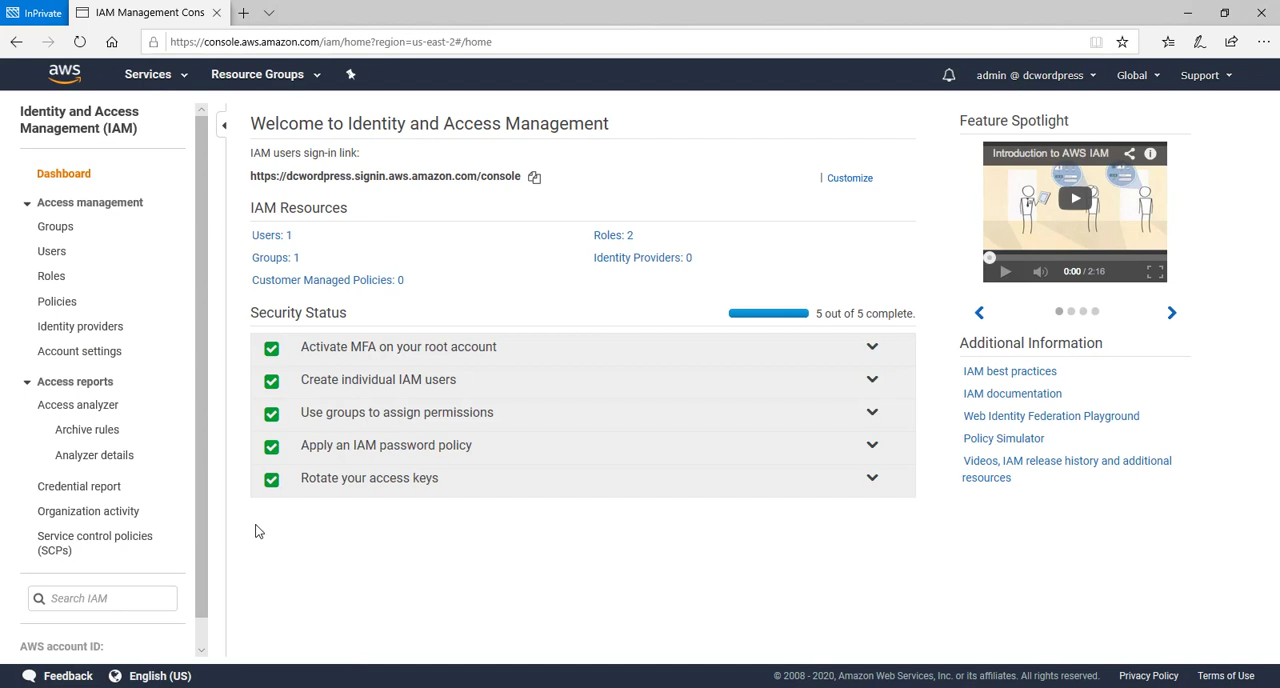 InPrivate
IAM Management Cons
https://console.aws.amazon.com/iam/home?region=us-east-2#/home
aws
Services
Resource Groups
admin @ dcwordpress
Global
Support
Identity and Access
Management (IAM)
Dashboard
Access management
Groups
Users
Roles
Policies
Identity providers
Account settings
Access reports
Access analyzer
Archive rules
Analyzer details
Credential report
Organization activity
Service control policies
(SCPs)
Search IAM
AWS account ID:
Welcome to Identity and Access Management
IAM users sign-in link:
https://dcwordpress.signin.aws.amazon.com/console
| Customize
IAM Resources
Users: 1
Roles: 2
Groups: 1
Identity Providers: 0
Customer Managed Policies: 0
Security Status
5 out of 5 complete.
Activate MFA on your root account
Create individual IAM users
Use groups to assign permissions
Apply an IAM password policy
Rotate your access keys
Feature Spotlight
Introduction to AWS IAM
0:00 / 2:16
Additional Information
IAM best practices
IAM documentation
Web Identity Federation Playground
Policy Simulator
Videos, IAM release history and additional
resources
Feedback
English (US)
© 2008 - 2020, Amazon Web Services, Inc. or its affiliates. All rights reserved.
Privacy Policy
Terms of Use